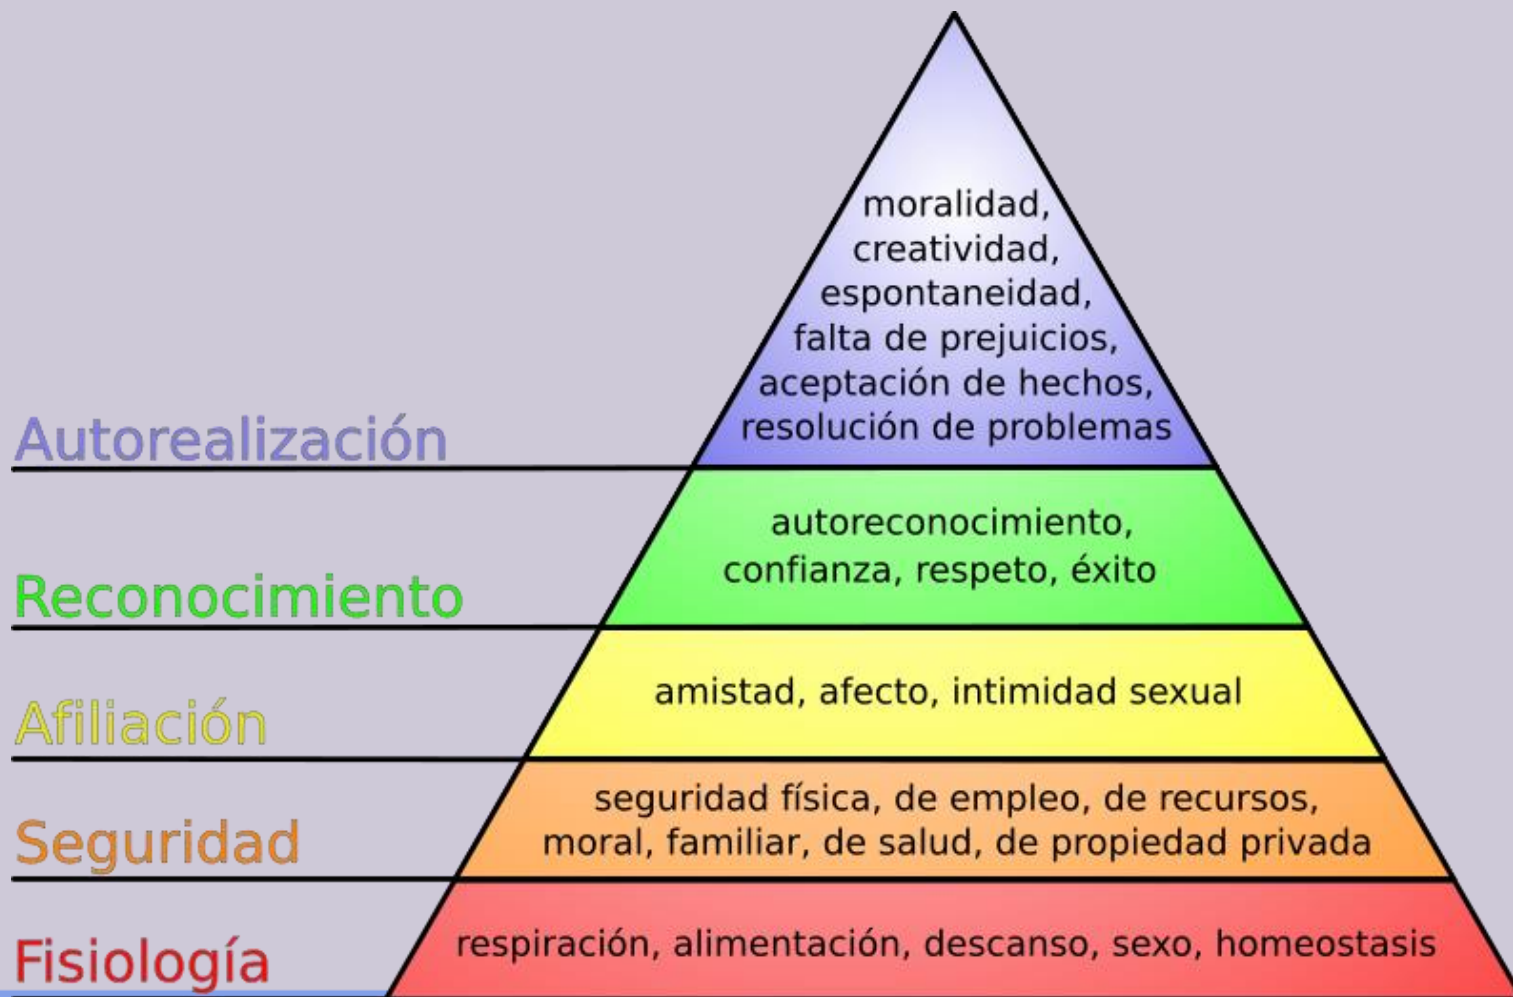 moralidad,
creatividad,
espontaneidad,
falta de prejuicios,
aceptación de hechos,
resolución de problemas
Autorealización
autoreconocimiento,
confianza, respeto, éxito
Reconocimiento
amistad, afecto, intimidad sexual
Afiliación
seguridad física, de empleo, de recursos,
moral, familiar, de salud, de propiedad privada
Seguridad
respiración, alimentación, descanso, sexo, homeostasis
Fisiología